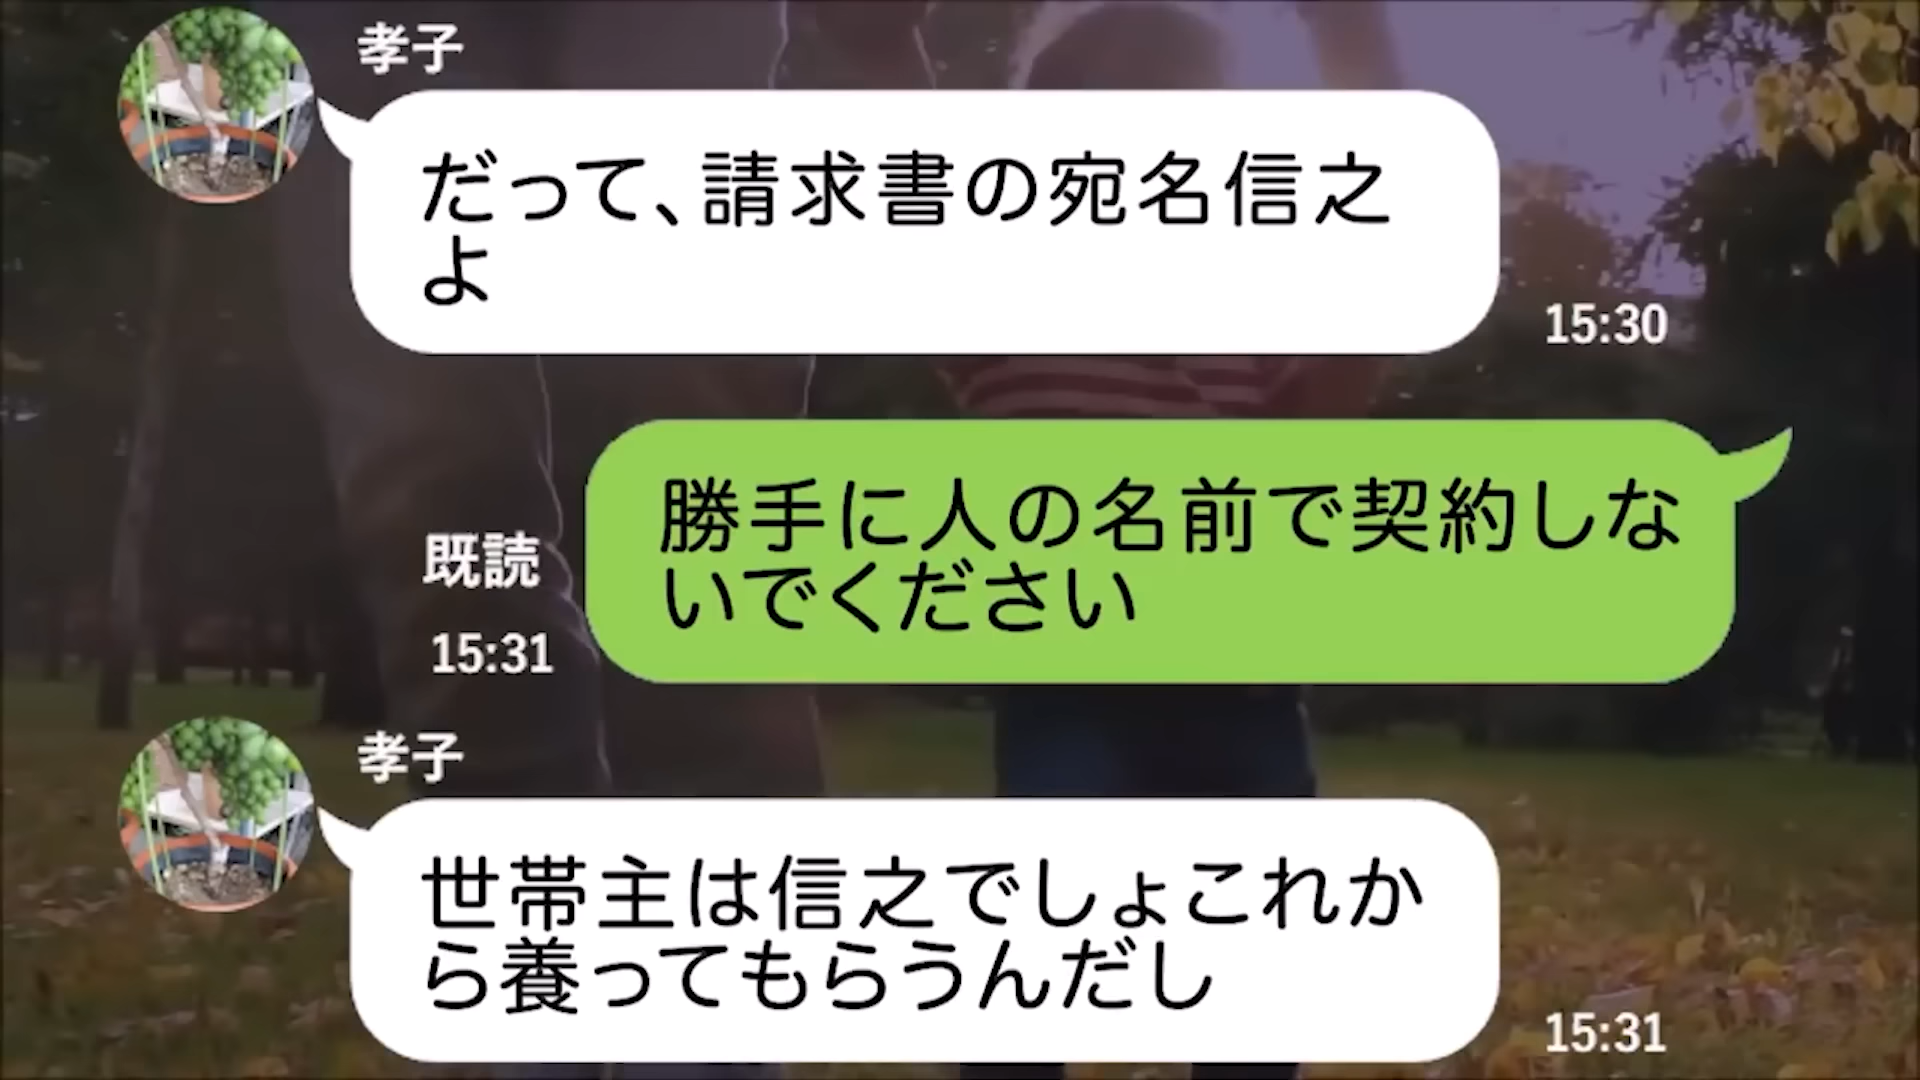 孝子
だって、請求書の宛名信之
よ
15:30
勝手に人の名前で契約しな
いでください
既読
15:31
孝子
世帯主は信之でしょこれか
ら養ってもらうんだし
15:31